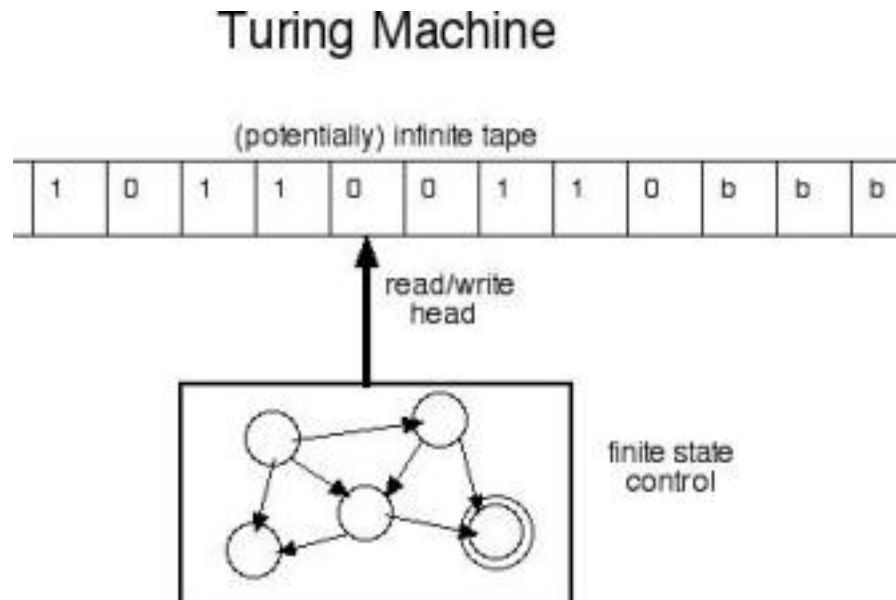 Turing Machine
(potentially) infinite tape
1 0 1 1 0 0 1 1 0 b b b
read/write
head
finite state
control